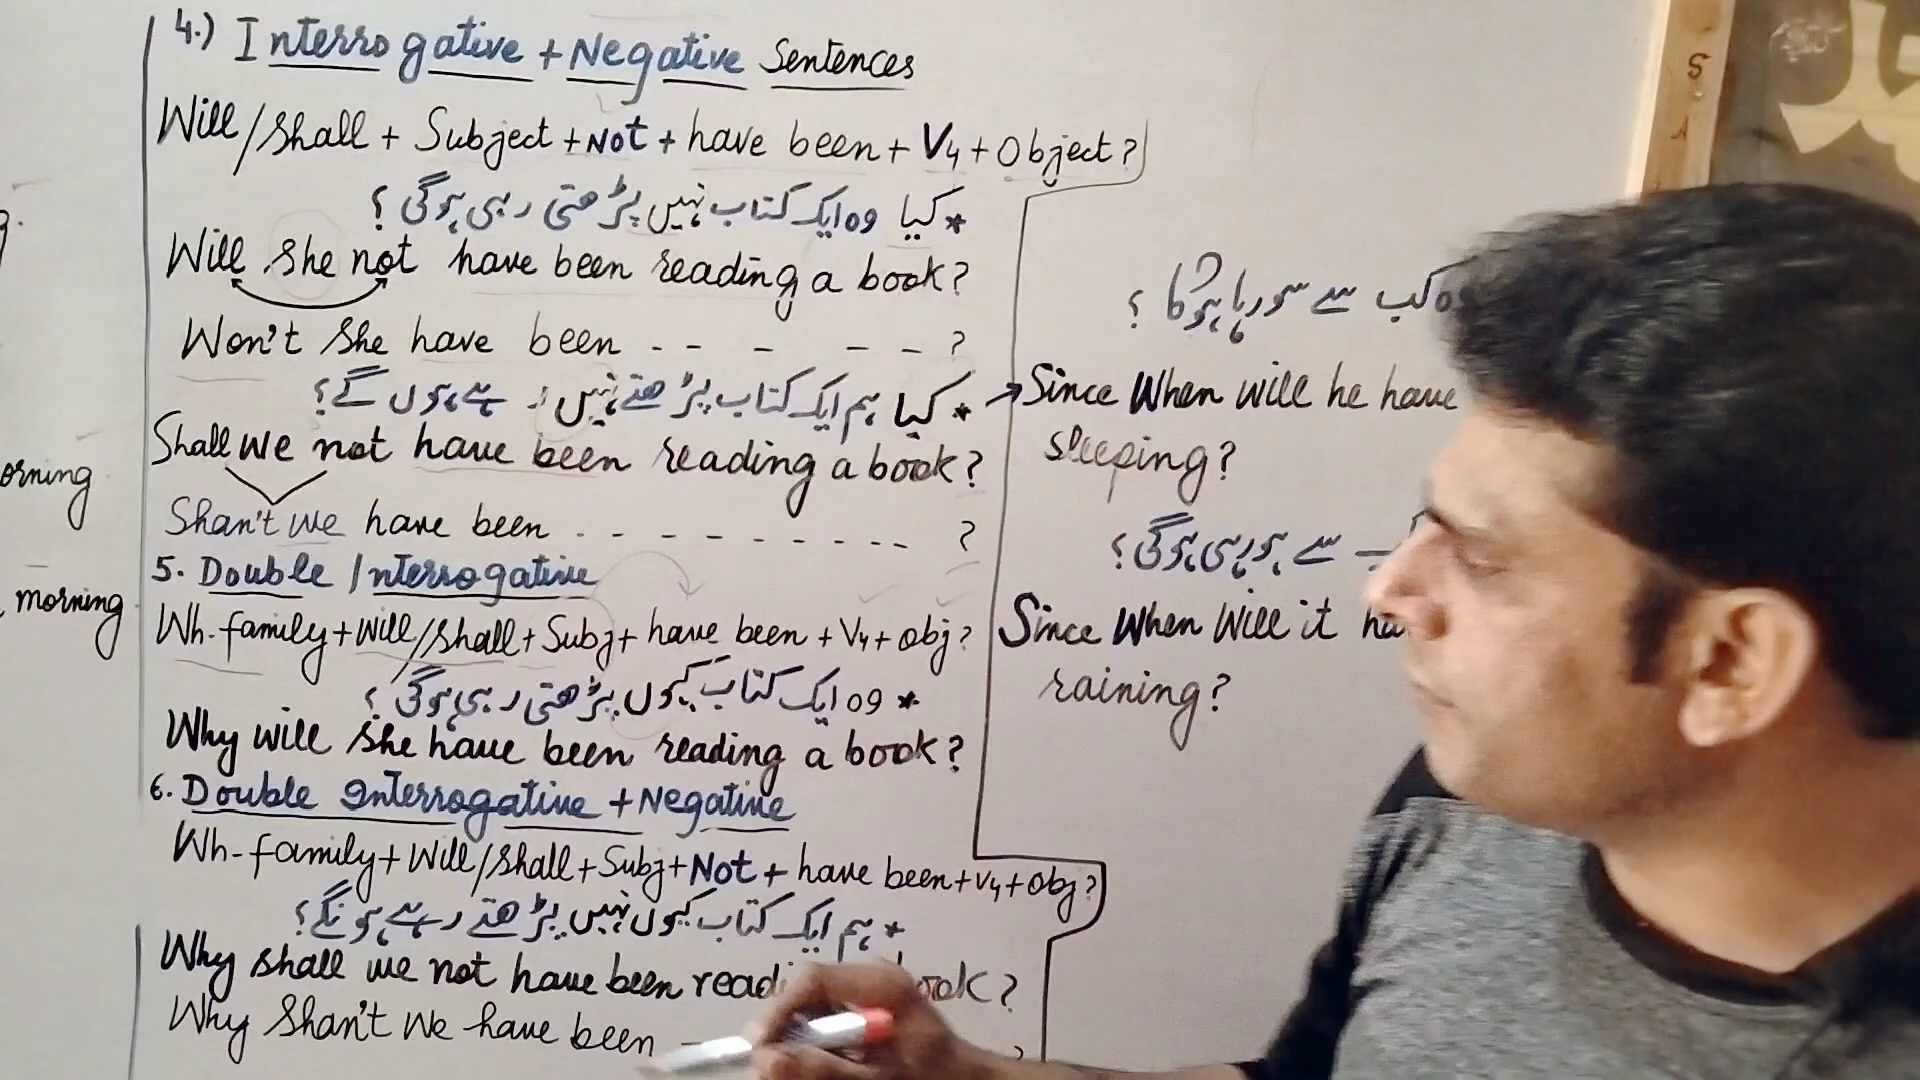 4.) Interrogative + Negative Sentences
Will/Shall + Subject + Not + have been + V4 + Object?
* کیا وہ ایک کتاب نہیں پڑھتی رہی ہوگی؟
Will she not have been reading a book?
Won't she have been - - - - - ?
* کیا ہم ایک کتاب پڑھتے نہیں رہے ہوں گے؟
Shall we not have been reading a book?
Shan't we have been - - - - - - - - - - ?
5. Double Interrogative
Wh-family + Will/Shall + Subj + have been + V4 + obj?
* وہ ایک کتاب کیوں پڑھتی رہی ہوگی؟
Why will she have been reading a book?
6. Double Interrogative + Negative
Wh-family + Will/Shall + Subj + Not + have been + V4 + Obj?
* ہم ایک کتاب کیوں نہیں پڑھتے رہے ہونگے؟
Why shall we not have been readi ook?
Why Shan't We have been - ?
کب سے سو رہا ہوگا؟
Since When will he have
sleeping?
سے ہو رہی ہوگی؟
Since When Will it ha
raining?
orning
morning
S